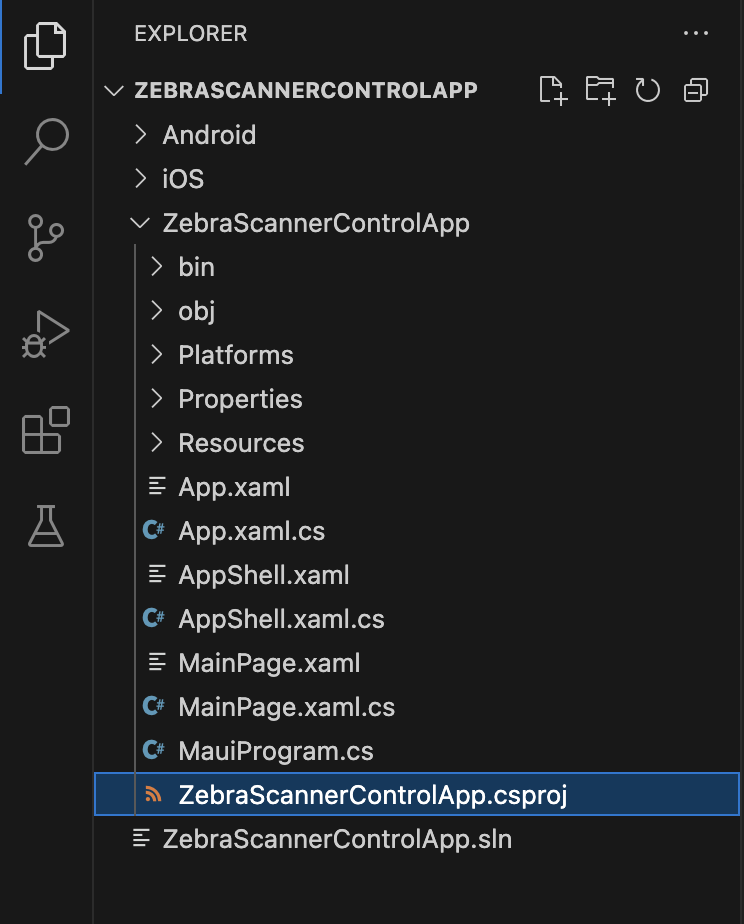 EXPLORER
ZEBRASCANNERCONTROLAPP
Android
iOS
ZebraScannerControlApp
bin
obj
Platforms
Properties
Resources
App.xaml
C# App.xaml.cs
AppShell.xaml
C# AppShell.xaml.cs
MainPage.xaml
C# MainPage.xaml.cs
C# MauiProgram.cs
ZebraScannerControlApp.csproj
ZebraScannerControlApp.sln